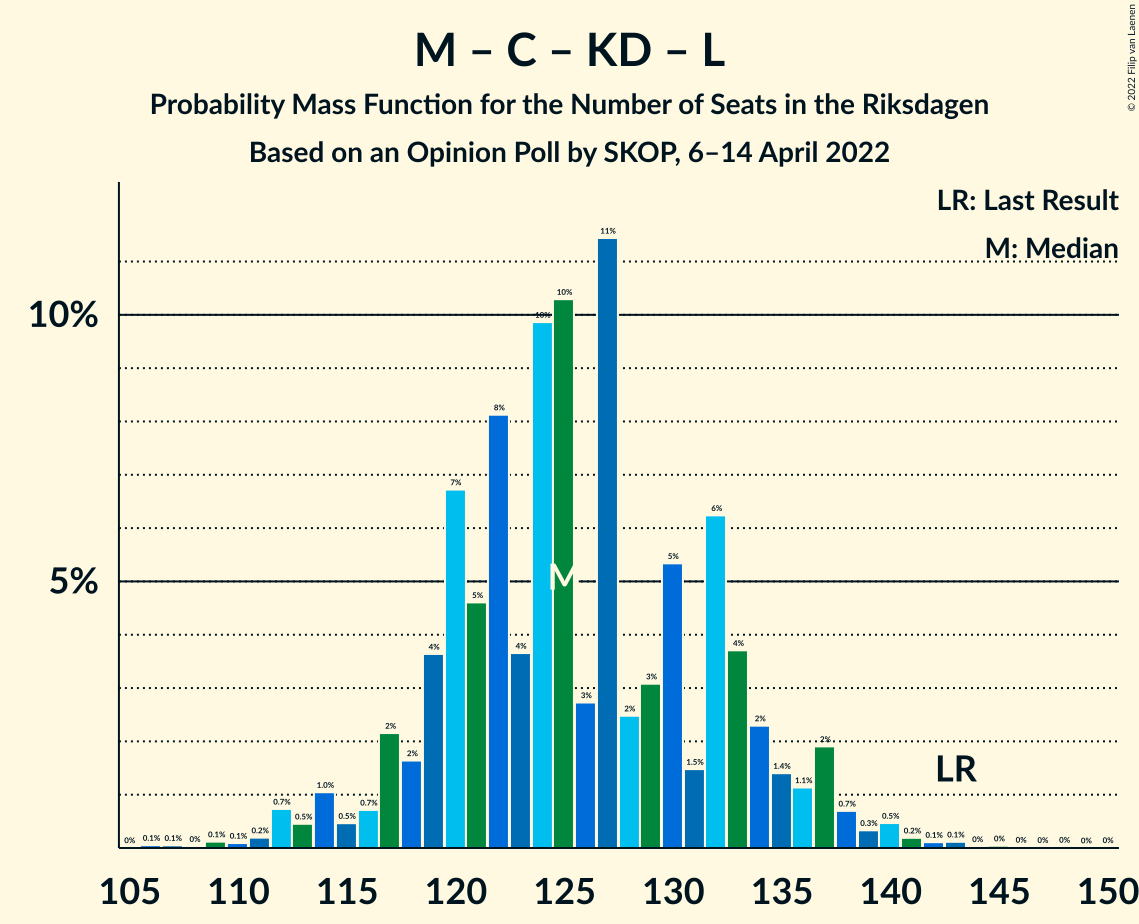 M – C – KD – L
Probability Mass Function for the Number of Seats in the Riksdagen
Based on an Opinion Poll by SKOP, 6–14 April 2022
© 2022 Filip van Laenen
LR: Last Result
M: Median
10%
5%
0% 0.1% 0.1% 0% 0.1% 0.1% 0.2% 0.7% 0.5% 1.0% 0.5% 0.7% 2% 2% 4% 7% 5% 8% 4% 10% 10% 3% 11% 2% 3% 5% 1.5% 6% 4% 2% 1.4% 1.1% 2% 0.7% 0.3% 0.5% 0.2% 0.1% 0.1% 0% 0% 0% 0% 0% 0% 0%
M
LR
105 110 115 120 125 130 135 140 145 150